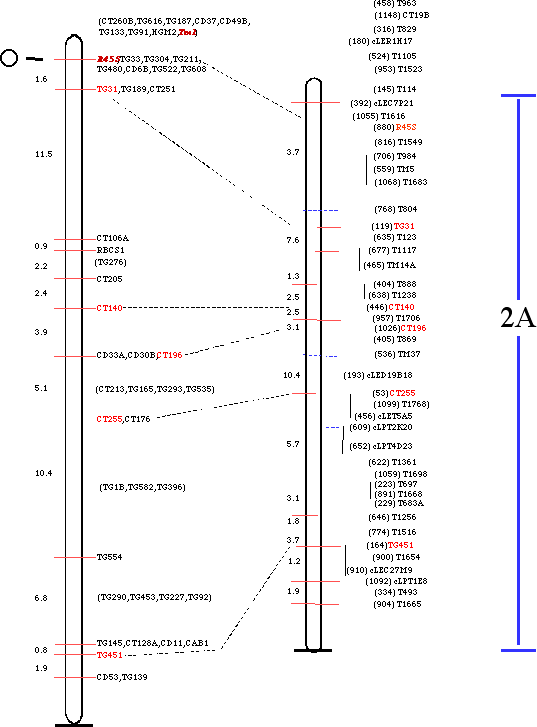 (CT260B,TG616,TG187,CD37,CD49B,
TG133,TG91,HGM2,Tm1)
R45S,TG33,TG304,TG211,
TG480,CD6B,TG522,TG608
1.6
TG31,TG189,CT251
11.5
CT106A
0.9
RBCS1
2.2
(TG276)
CT205
2.4
CT140
3.9
CD33A,CD30B,CT196
5.1
(CT213,TG165,TG293,TG535)
CT255,CT176
10.4
(TG1B,TG582,TG396)
TG554
6.8
(TG290,TG453,TG227,TG92)
TG145,CT128A,CD11,CAB1
0.8
TG451
1.9
CD53,TG139
(458) T963
(1148) CT19B
(316) T829
(180) cLER1H17
(524) T1105
(953) T1523
(145) T114
(392) cLEC7P21
(1055) T1616
(880) R45S
(816) T1549
3.7
(706) T984
(559) TM5
(1068) T1683
(768) T804
(119) TG31
7.6
(635) T123
(677) T1117
(465) TM14A
1.3
(404) T888
2.5
(638) T1238
(446) CT140
2.5
(957) T1706
3.1
(1026)CT196
(405) T869
(536) TM37
10.4
(193) cLED19B18
(53) CT255
(1099) T1768)
(456) cLET5A5
(609) cLPT2K20
5.7
(652) cLPT4D23
(622) T1361
(1059) T1698
(223) T697
3.1
(891) T1668
(229) T683A
1.8
(646) T1256
(774) T1516
3.7
(164)TG451
1.2
(900) T1654
(910) cLEC27M9
(1092) cLPT1E8
1.9
(334) T493
(904) T1665
2A